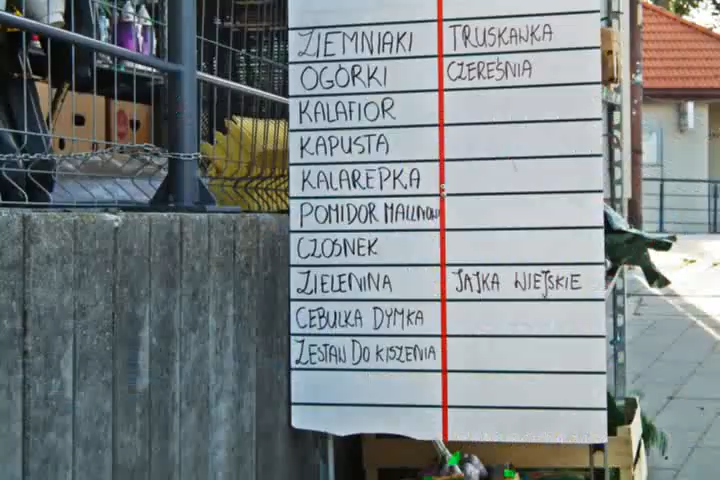 ZIEMNIAKI TRUSKAWKA
OGÓRKI CZEREŚNIA
KALAFIOR
KAPUSTA
KALAREPKA
POMIDOR MALINOWY
CZOSNEK
ZIELENINA JAJKA WIEJSKIE
CEBULKA DYMKA
ZESTAW DO KISZENIA